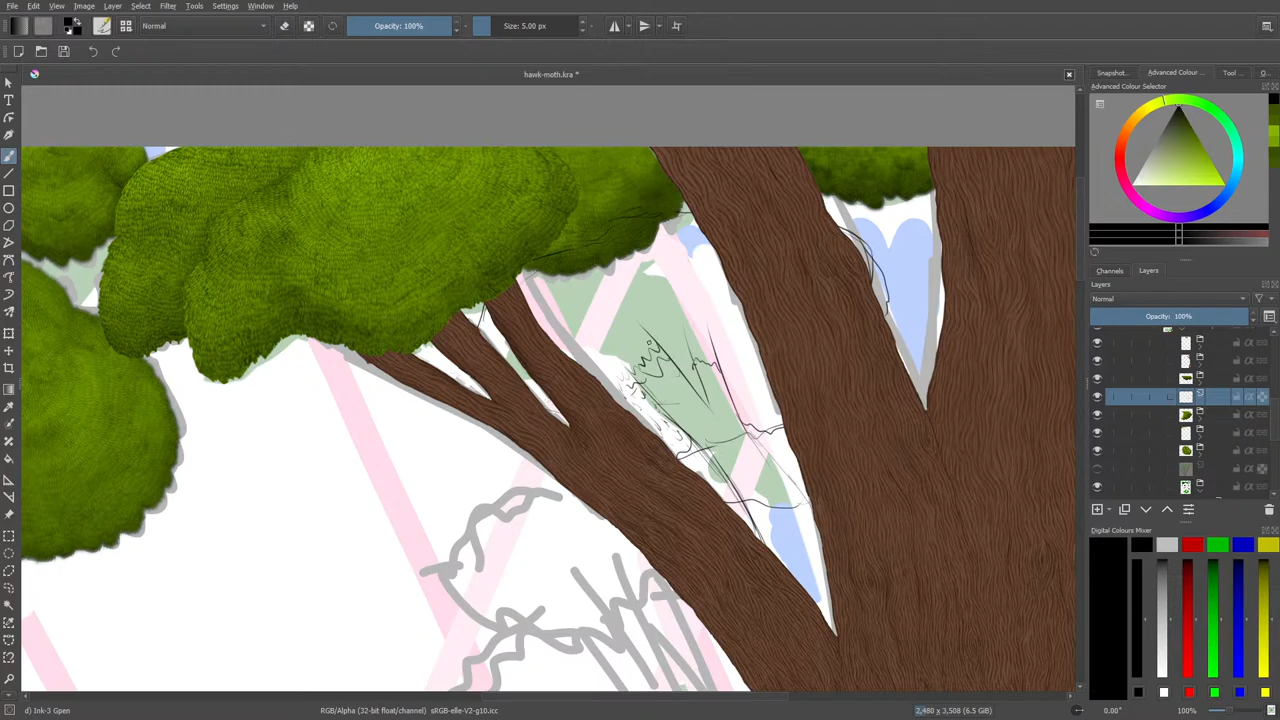 File Edit View Image Layer Select Filter Tools Settings Window Help
Normal Opacity: 100% Size: 5.00 px
hawk-moth.kra *
Snapshot... Advanced Colour ... Tool ... O...
Advanced Colour Selector
Channels Layers
Layers
Normal
Opacity: 100%
Digital Colours Mixer
d) Ink-3 Gpen RGB/Alpha (32-bit float/channel) sRGB-elle-V2-g10.icc 2,480 x 3,508 (6.5 GiB) 0.00° 100%